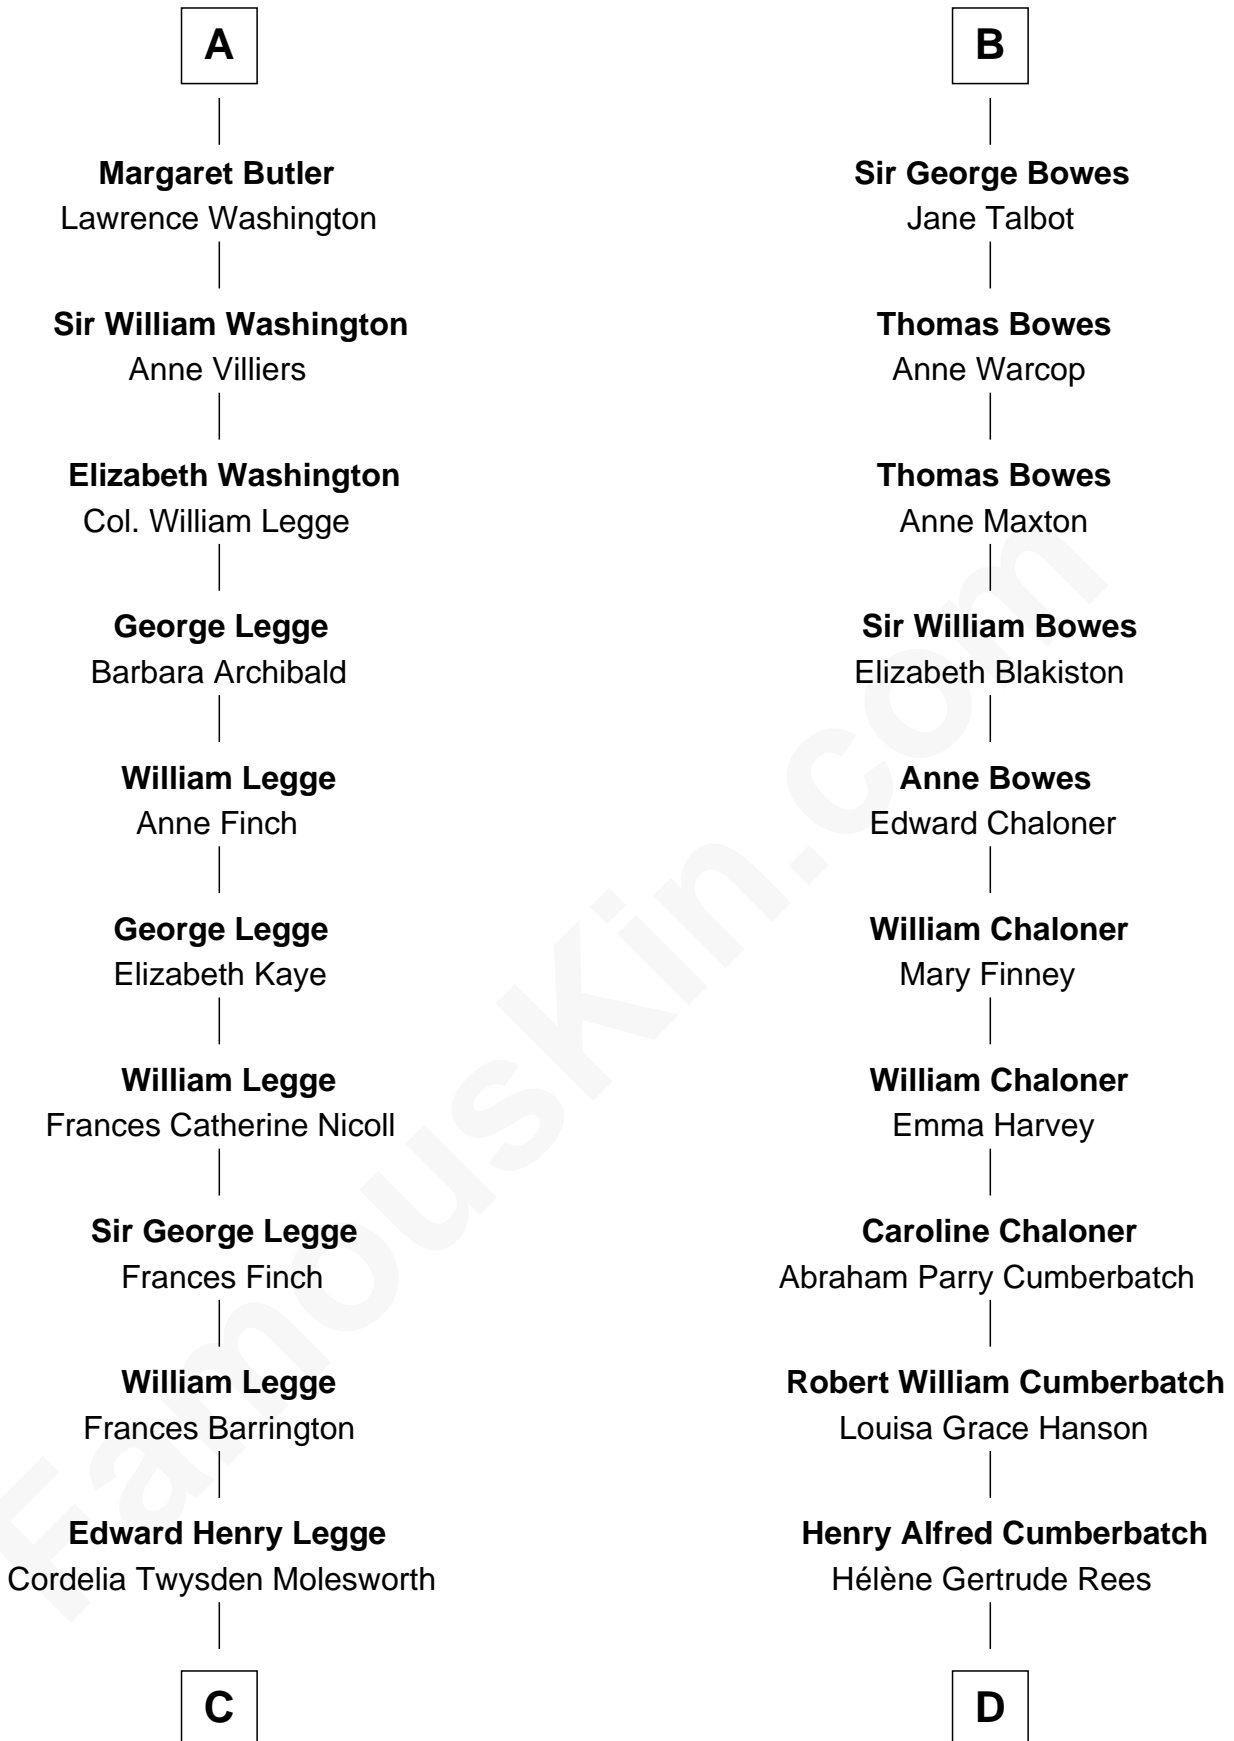 A
Margaret Butler
Lawrence Washington
Sir William Washington
Anne Villiers
Elizabeth Washington
Col. William Legge
George Legge
Barbara Archibald
William Legge
Anne Finch
George Legge
Elizabeth Kaye
William Legge
Frances Catherine Nicoll
Sir George Legge
Frances Finch
William Legge
Frances Barrington
Edward Henry Legge
Cordelia Twysden Molesworth
C
B
Sir George Bowes
Jane Talbot
Thomas Bowes
Anne Warcop
Thomas Bowes
Anne Maxton
Sir William Bowes
Elizabeth Blakiston
Anne Bowes
Edward Chaloner
William Chaloner
Mary Finney
William Chaloner
Emma Harvey
Caroline Chaloner
Abraham Parry Cumberbatch
Robert William Cumberbatch
Louisa Grace Hanson
Henry Alfred Cumberbatch
Hélène Gertrude Rees
D
FamousKin.com